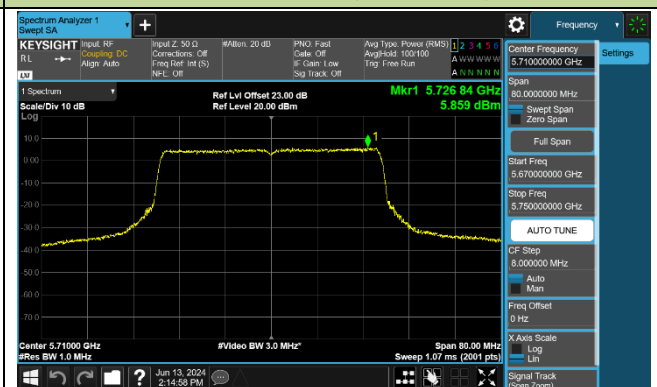 Spectrum Analyzer 1
Swept SA
+
Frequency
KEYSIGHT Input: RF Input Z: 50 Ω #Atten: 20 dB PNO: Fast Avg Type: Power (RMS) 1 2 3 4 5 6
RL Coupling: DC Corrections: Off Gate: Off Avg|Hold: 100/100 A W W W W W
Align: Auto Freq Ref: Int (S) IF Gain: Low Trig: Free Run
NFE: Off Sig Track: Off A N N N N N
LXI
1 Spectrum
Scale/Div 10 dB
Log
Ref Lvl Offset 23.00 dB
Ref Level 20.00 dBm
Mkr1 5.726 84 GHz
5.859 dBm
1
10.0
0.00
-10.0
-20.0
-30.0
-40.0
-50.0
-60.0
-70.0
Center 5.71000 GHz #Video BW 3.0 MHz* Span 80.00 MHz
#Res BW 1.0 MHz Sweep 1.07 ms (2001 pts)
Jun 13, 2024
2:14:58 PM
?
Center Frequency
5.710000000 GHz
Settings
Span
80.0000000 MHz
Swept Span
Zero Span
Full Span
Start Freq
5.670000000 GHz
Stop Freq
5.750000000 GHz
AUTO TUNE
CF Step
8.000000 MHz
Auto
Man
Freq Offset
0 Hz
X Axis Scale
Log
Lin
Signal Track
(Span Zoom)